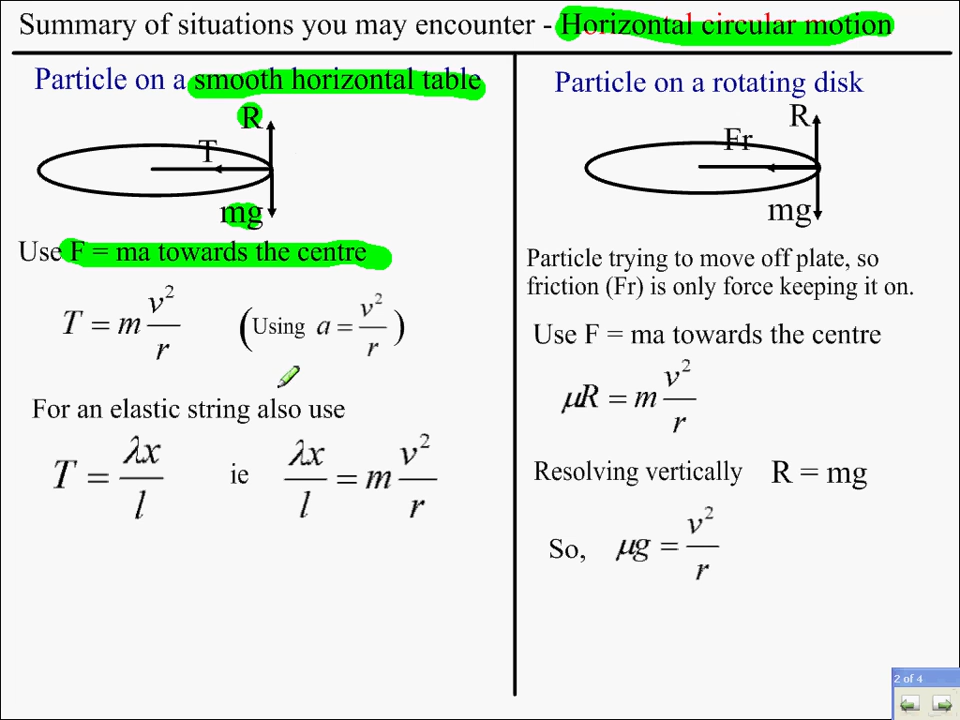 Summary of situations you may encounter - Horizontal circular motion
Particle on a smooth horizontal table
R
T
mg
Use F = ma towards the centre
T = m v²/r (Using a = v²/r)
For an elastic string also use
T = λx/l ie λx/l = m v²/r
Particle on a rotating disk
R
Fr
mg
Particle trying to move off plate, so
friction (Fr) is only force keeping it on.
Use F = ma towards the centre
μR = m v²/r
Resolving vertically R = mg
So, μg = v²/r
2 of 4